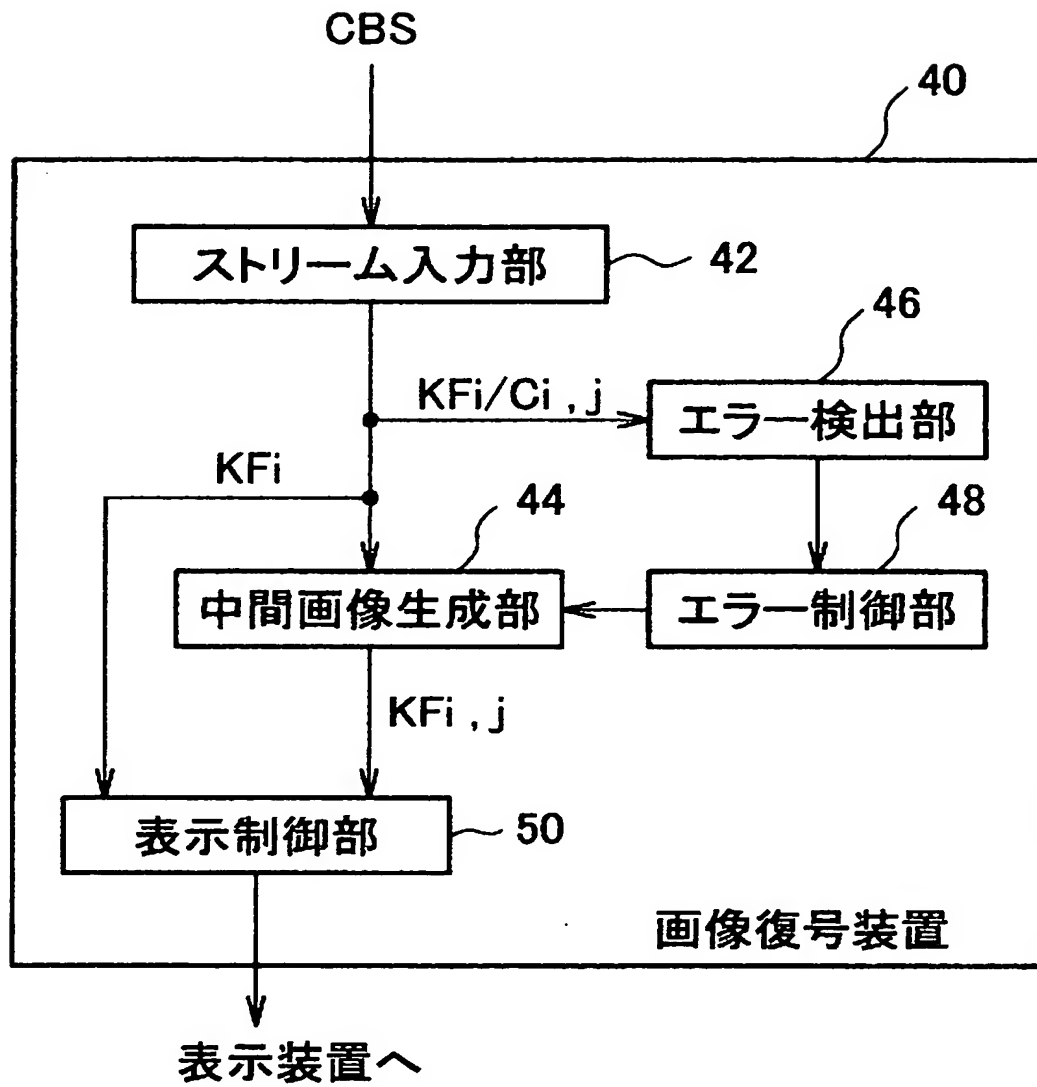 CBS
40
ストリーム入力部
42
46
KFi/Ci,j
エラー検出部
KFi
44
48
中間画像生成部
エラー制御部
KFi,j
表示制御部
50
画像復号装置
表示装置へ